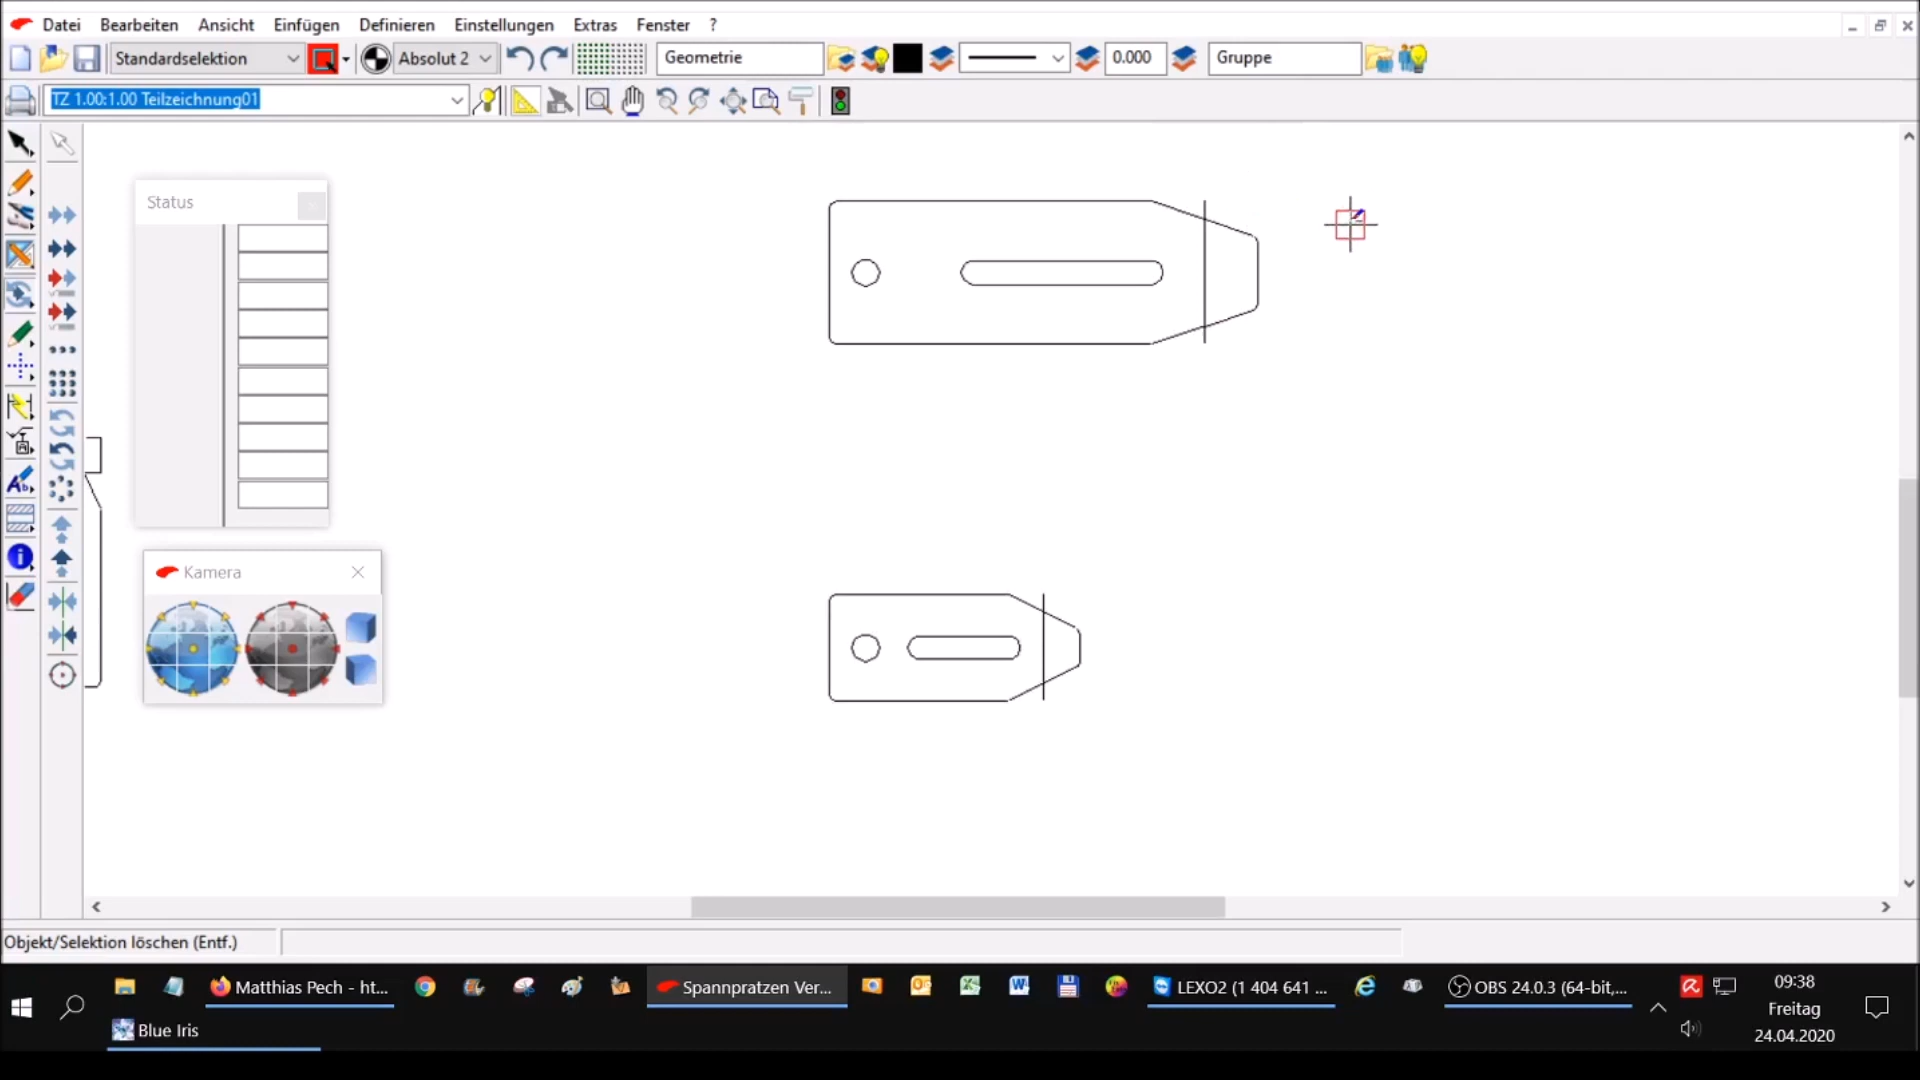 Datei Bearbeiten Ansicht Einfügen Definieren Einstellungen Extras Fenster ?
Standardselektion Absolut 2 Geometrie 0.000 Gruppe
TZ 1.00:1.00 Teilzeichnung01
Status
Kamera
Objekt/Selektion löschen (Entf.)
Matthias Pech - ht... Spannpratzen Ver... LEXO2 (1 404 641 ... OBS 24.0.3 (64-bit,...
Blue Iris
09:38
Freitag
24.04.2020